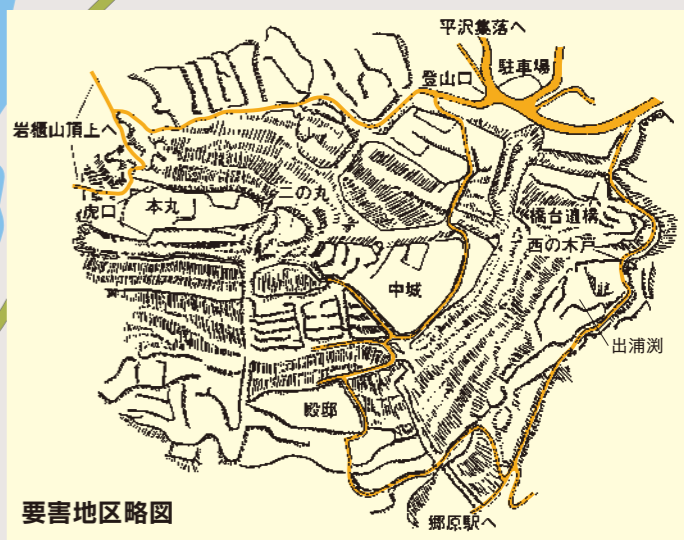 平沢集落へ
登山口
駐車場
岩櫃山頂上へ
虎口
本丸
二の丸
中城
橋台遺構
西の木戸
出浦渕
殿邸
郷原駅へ
要害地区略図